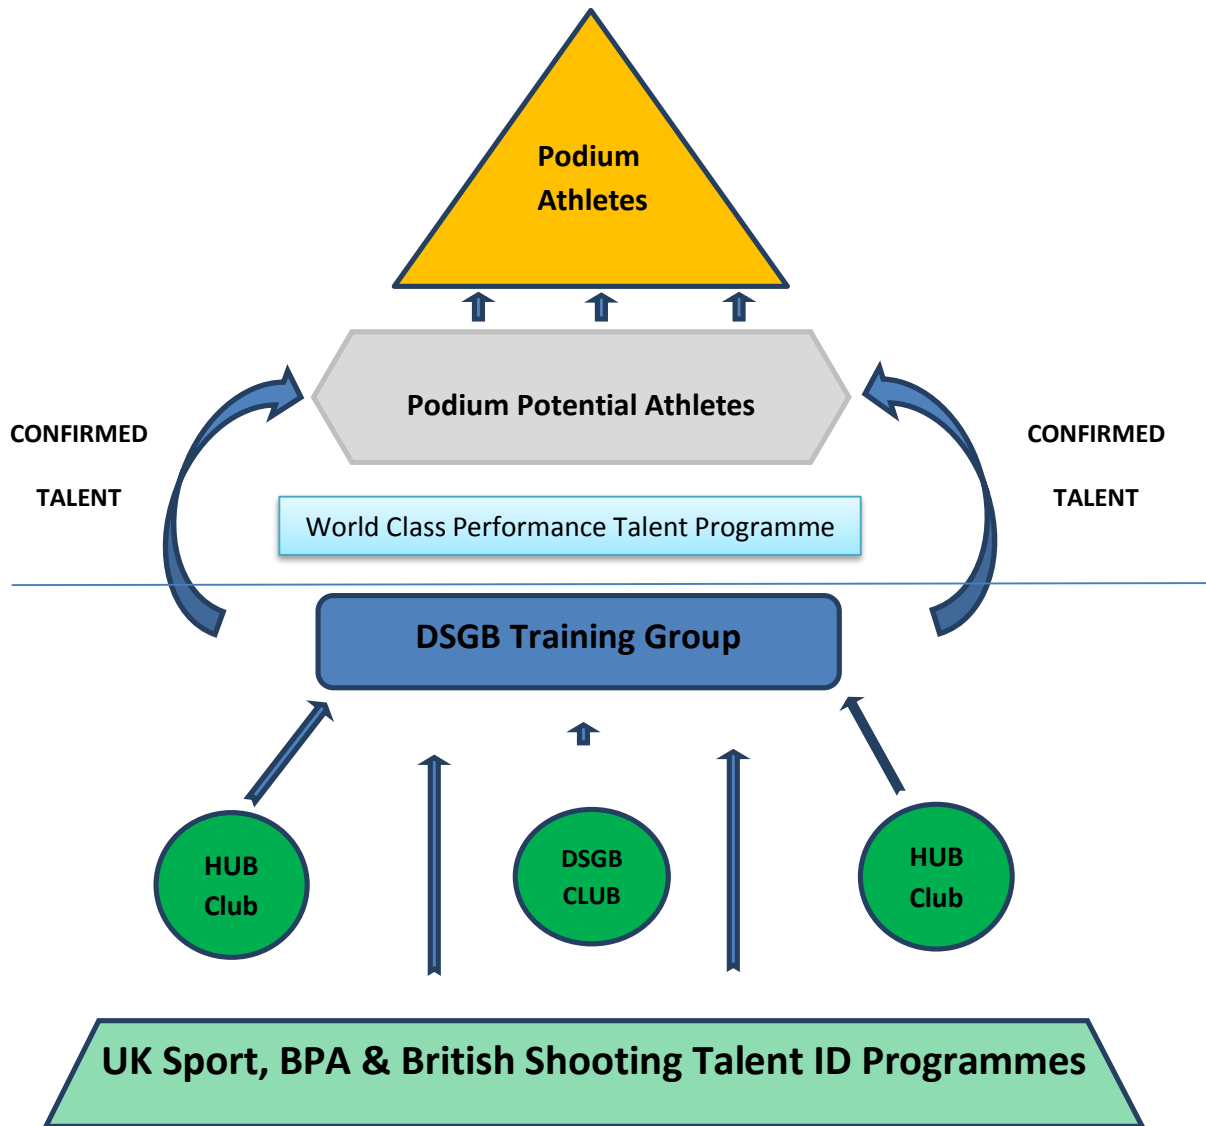 Podium
Athletes
Podium Potential Athletes
CONFIRMED
TALENT
CONFIRMED
TALENT
World Class Performance Talent Programme
DSGB Training Group
HUB
Club
DSGB
CLUB
HUB
Club
UK Sport, BPA & British Shooting Talent ID Programmes